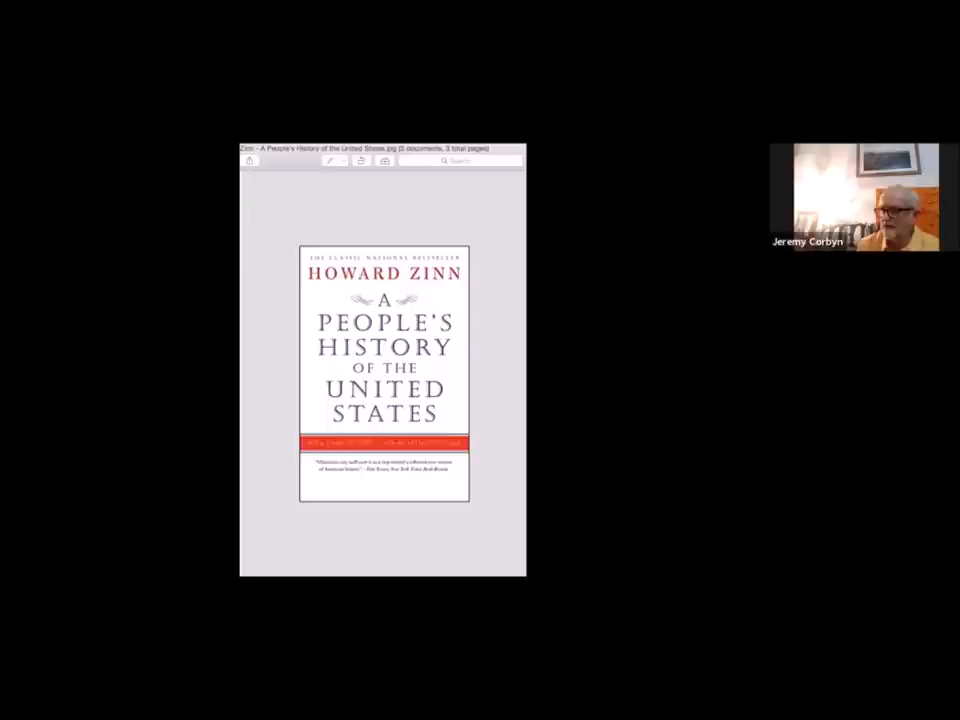 Zinn - A People's History of the United States.jpg (3 documents, 3 total pages)
Search
THE CLASSIC NATIONAL BESTSELLER
HOWARD ZINN
A
PEOPLE'S
HISTORY
OF THE
UNITED
STATES
Jeremy Corbyn